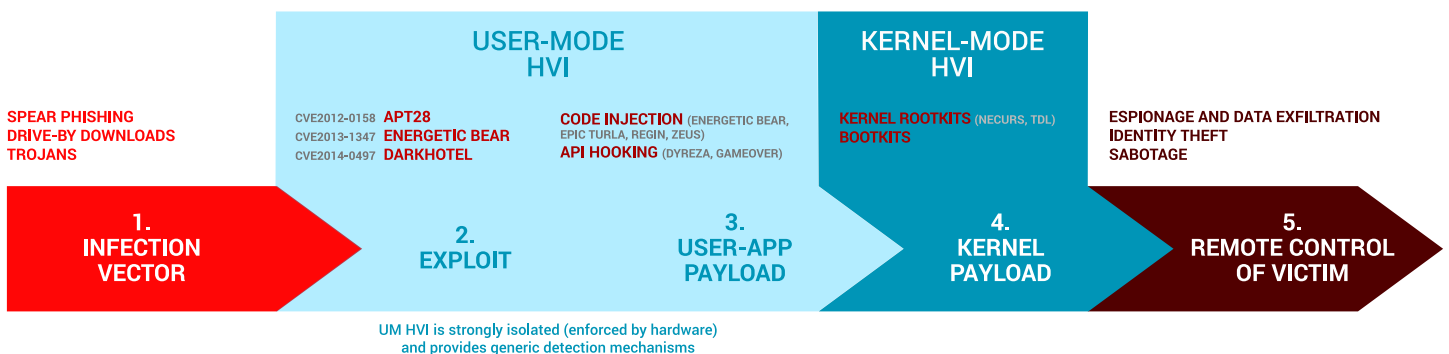 USER-MODE
HVI
KERNEL-MODE
HVI
SPEAR PHISHING
DRIVE-BY DOWNLOADS
TROJANS
CVE2012-0158 APT28
CVE2013-1347 ENERGETIC BEAR
CVE2014-0497 DARKHOTEL
CODE INJECTION (ENERGETIC BEAR,
EPIC TURLA, REGIN, ZEUS)
API HOOKING (DYREZA, GAMEOVER)
KERNEL ROOTKITS (NECURS, TDL)
BOOTKITS
ESPIONAGE AND DATA EXFILTRATION
IDENTITY THEFT
SABOTAGE
1.
INFECTION
VECTOR
2.
EXPLOIT
3.
USER-APP
PAYLOAD
4.
KERNEL
PAYLOAD
5.
REMOTE CONTROL
OF VICTIM
UM HVI is strongly isolated (enforced by hardware)
and provides generic detection mechanisms